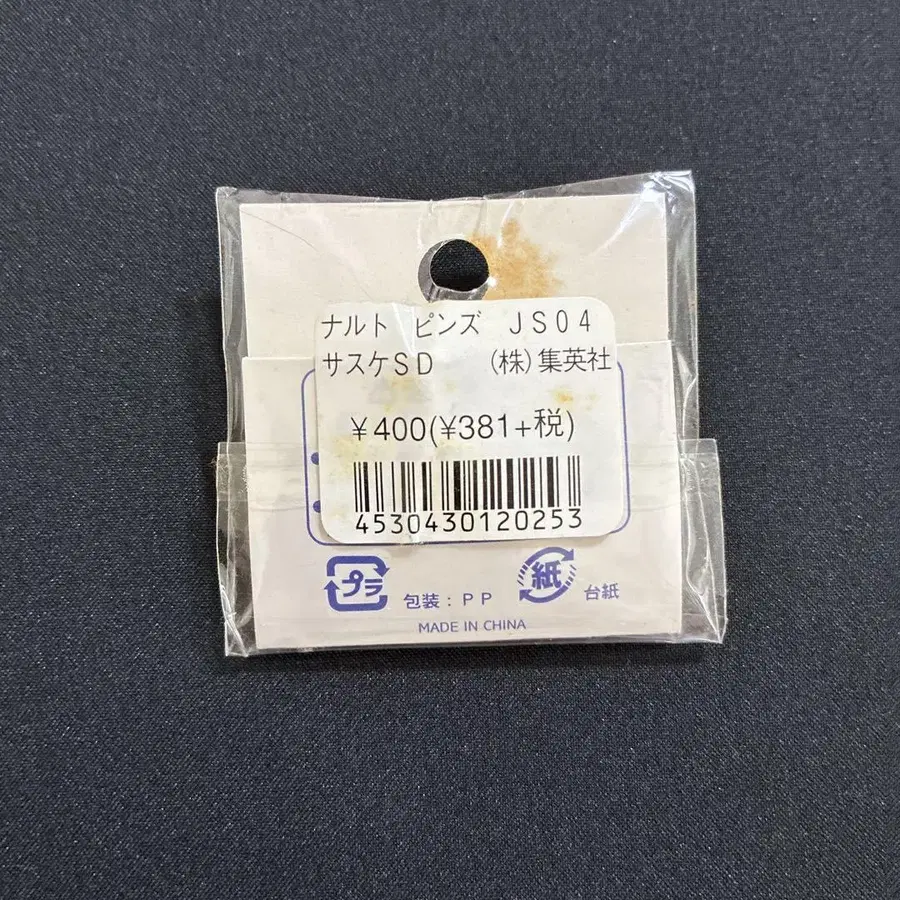 ナルト ピンズ JS04
サスケSD (株)集英社
¥400(¥381+税)
4530430120253
プラ 包装:PP 紙 台紙
MADE IN CHINA